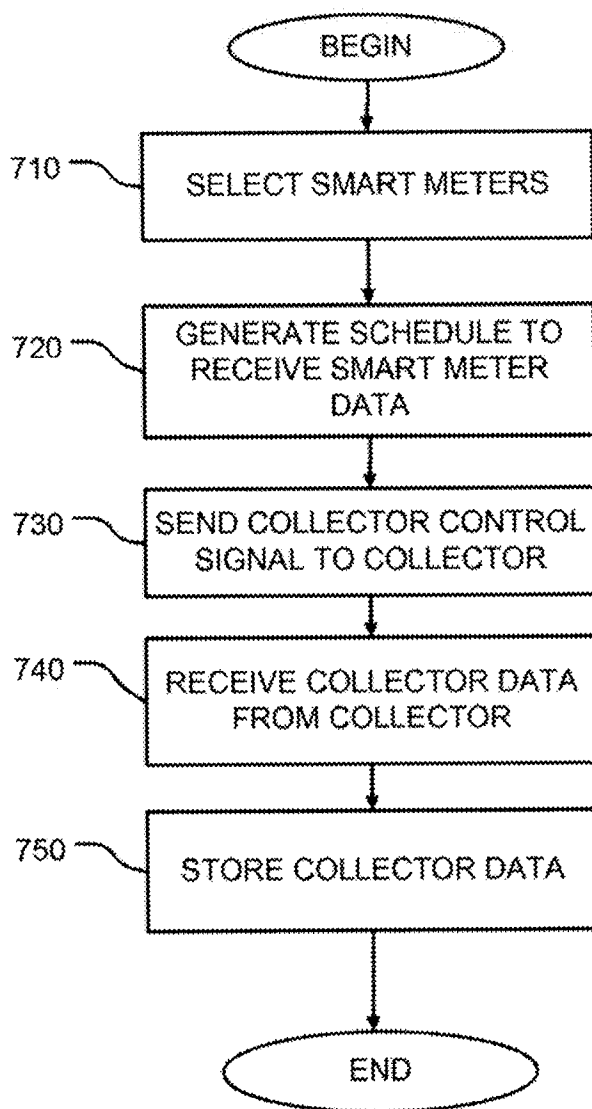 BEGIN
710
SELECT SMART METERS
720
GENERATE SCHEDULE TO
RECEIVE SMART METER
DATA
730
SEND COLLECTOR CONTROL
SIGNAL TO COLLECTOR
740
RECEIVE COLLECTOR DATA
FROM COLLECTOR
750
STORE COLLECTOR DATA
END